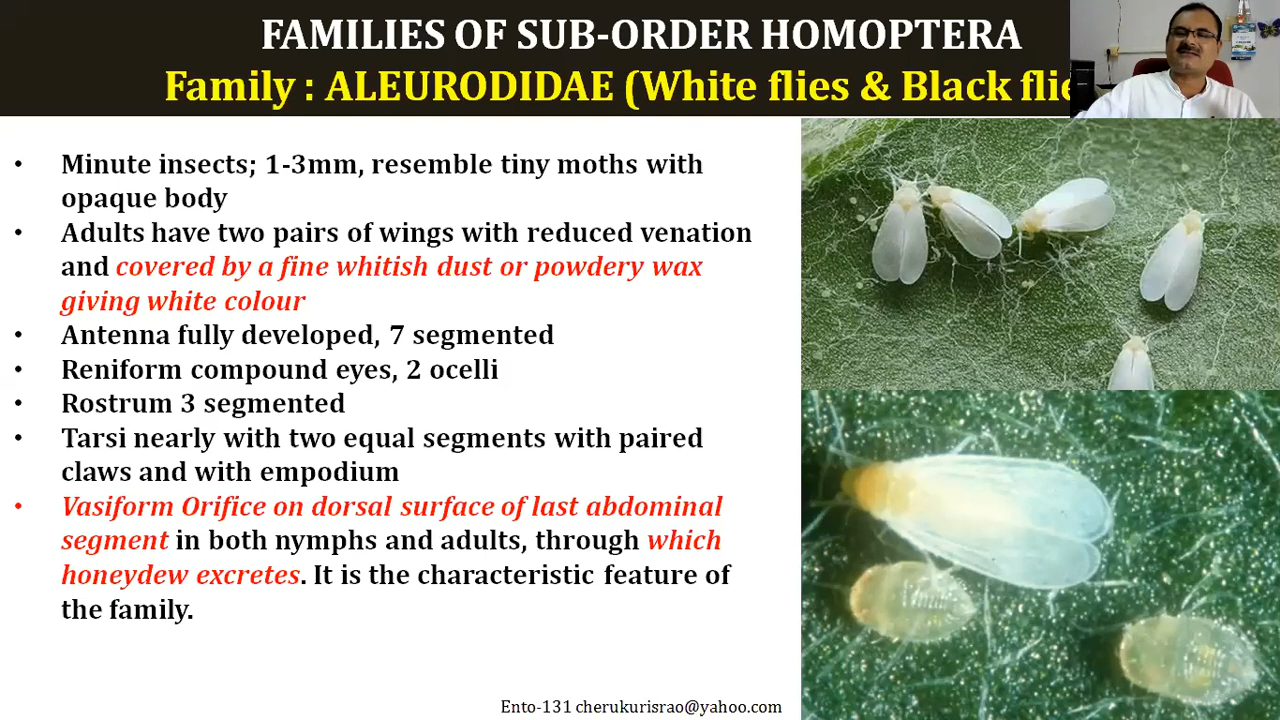 FAMILIES OF SUB-ORDER HOMOPTERA
Family : ALEURODIDAE (White flies & Black flie
• Minute insects; 1-3mm, resemble tiny moths with
opaque body
• Adults have two pairs of wings with reduced venation
and covered by a fine whitish dust or powdery wax
giving white colour
• Antenna fully developed, 7 segmented
• Reniform compound eyes, 2 ocelli
• Rostrum 3 segmented
• Tarsi nearly with two equal segments with paired
claws and with empodium
• Vasiform Orifice on dorsal surface of last abdominal
segment in both nymphs and adults, through which
honeydew excretes. It is the characteristic feature of
the family.
Ento-131 cherukurisrao@yahoo.com